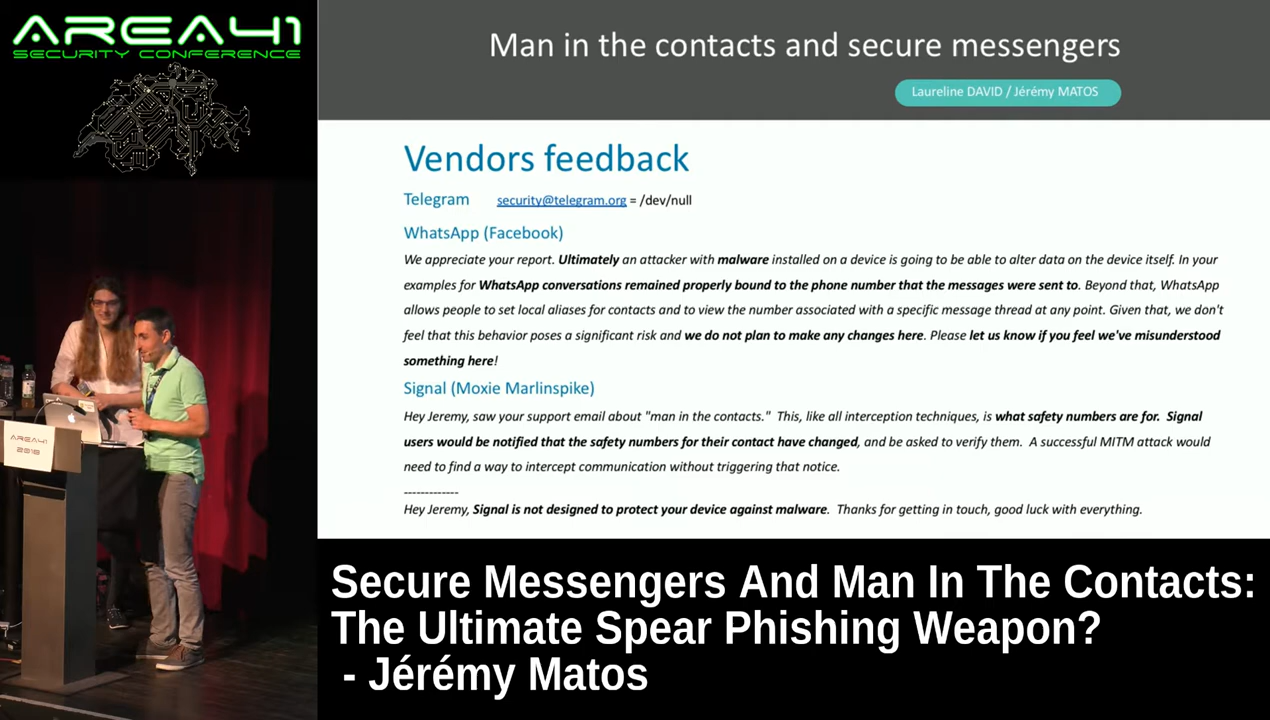 AREA41
SECURITY CONFERENCE
Man in the contacts and secure messengers
Laureline DAVID / Jérémy MATOS
Vendors feedback
Telegram security@telegram.org = /dev/null
WhatsApp (Facebook)
We appreciate your report. Ultimately an attacker with malware installed on a device is going to be able to alter data on the device itself. In your
examples for WhatsApp conversations remained properly bound to the phone number that the messages were sent to. Beyond that, WhatsApp
allows people to set local aliases for contacts and to view the number associated with a specific message thread at any point. Given that, we don't
feel that this behavior poses a significant risk and we do not plan to make any changes here. Please let us know if you feel we've misunderstood
something here!
Signal (Moxie Marlinspike)
Hey Jeremy, saw your support email about "man in the contacts." This, like all interception techniques, is what safety numbers are for. Signal
users would be notified that the safety numbers for their contact have changed, and be asked to verify them. A successful MITM attack would
need to find a way to intercept communication without triggering that notice.
-------------
Hey Jeremy, Signal is not designed to protect your device against malware. Thanks for getting in touch, good luck with everything.
AREA41
2018
Secure Messengers And Man In The Contacts:
The Ultimate Spear Phishing Weapon?
- Jérémy Matos